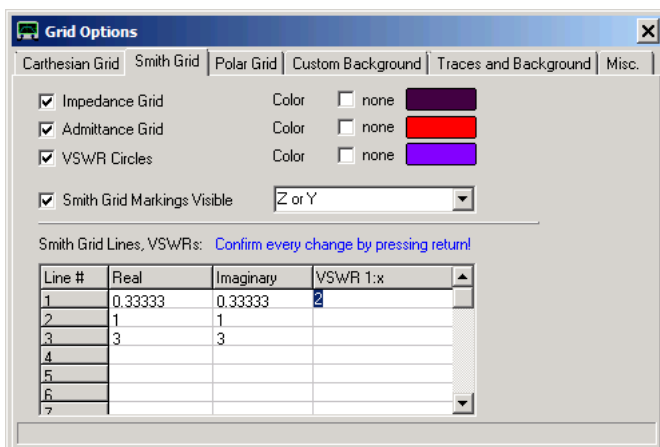 Grid Options
Carthesian Grid Smith Grid Polar Grid Custom Background Traces and Background Misc.
Impedance Grid Color none
Admittance Grid Color none
VSWR Circles Color none
Smith Grid Markings Visible Z or Y
Smith Grid Lines, VSWRs: Confirm every change by pressing return!
Line # Real Imaginary VSWR 1:x
1 0.33333 0.33333 2
2 1 1
3 3 3
4
5
6
7